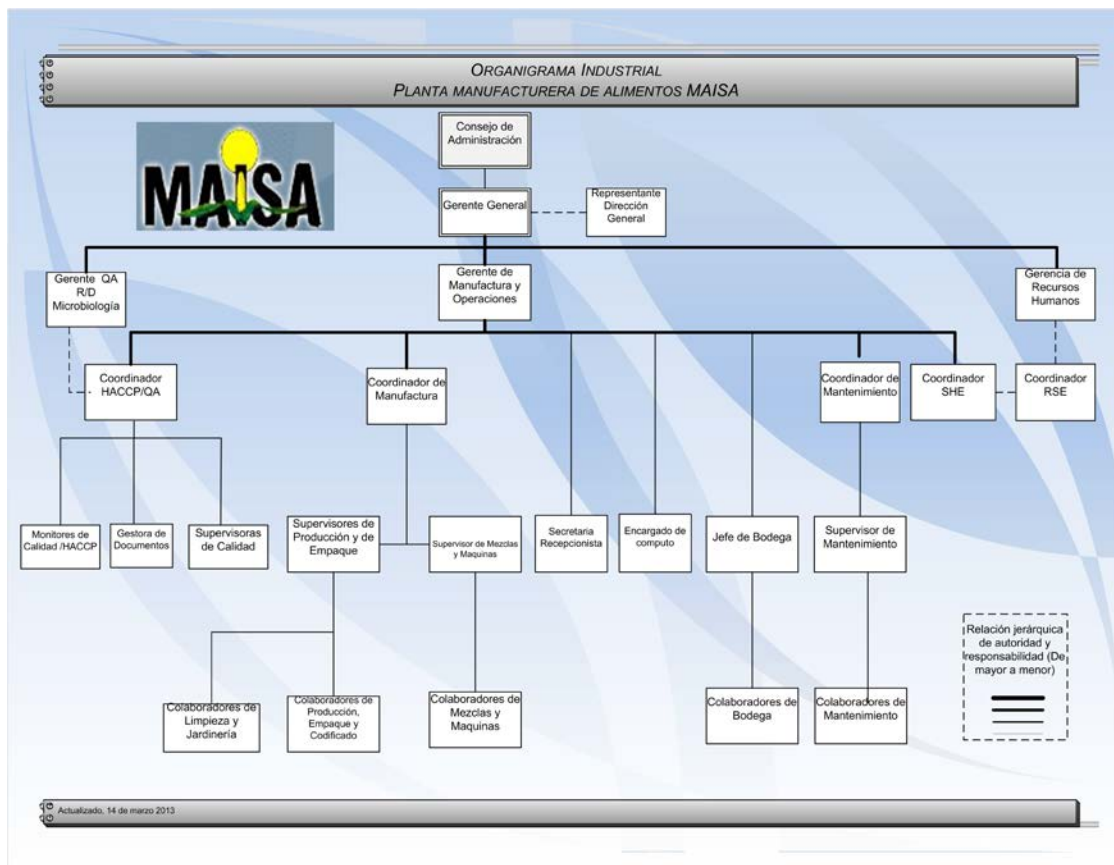 ORGANIGRAMA INDUSTRIAL
PLANTA MANUFACTURERA DE ALIMENTOS MAISA
MAISA
Consejo de
Administración
Gerente General
Representante
Dirección
General
Gerente QA
R/D
Microbiología
Gerente de
Manufactura y
Operaciones
Gerencia de
Recursos
Humanos
Coordinador
HACCP/QA
Coordinador de
Manufactura
Coordinador de
Mantenimiento
Coordinador
SHE
Coordinador
RSE
Monitores de
Calidad /HACCP
Gestora de
Documentos
Supervisoras
de Calidad
Supervisores de
Producción y de
Empaque
Supervisor de Mezclas
y Maquinas
Secretaria
Recepcionista
Encargado de
computo
Jefe de Bodega
Supervisor de
Mantenimiento
Colaboradores de
Limpieza y
Jardinería
Colaboradores de
Producción,
Empaque y
Codificado
Colaboradores de
Mezclas y
Maquinas
Colaboradores de
Bodega
Colaboradores de
Mantenimiento
Relación jerárquica
de autoridad y
responsabilidad (De
mayor a menor)
Actualizado, 14 de marzo 2013